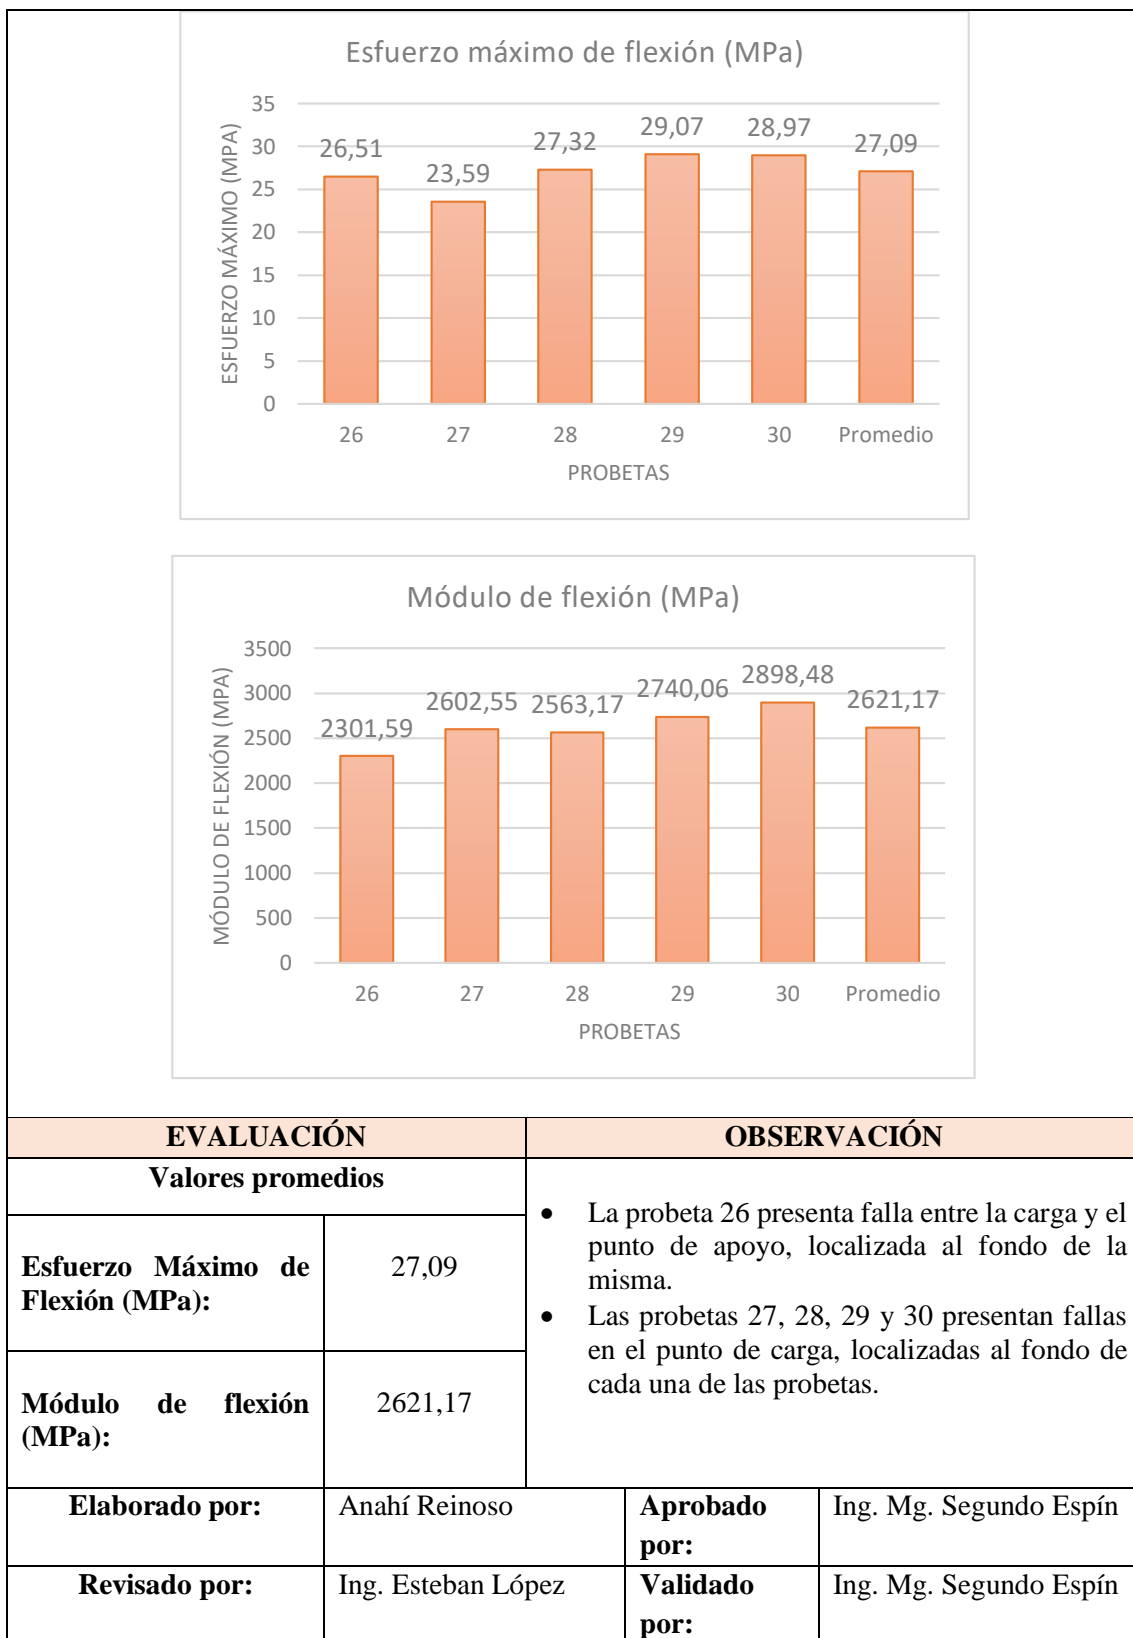 Esfuerzo máximo de flexión (MPa)
ESFUERZO MÁXIMO (MPA)
35
30
25
20
15
10
5
0
26,51
23,59
27,32
29,07
28,97
27,09
26 27 28 29 30 Promedio
PROBETAS
Módulo de flexión (MPa)
MÓDULO DE FLEXIÓN (MPA)
3500
3000
2500
2000
1500
1000
500
0
2301,59
2602,55
2563,17
2740,06
2898,48
2621,17
26 27 28 29 30 Promedio
PROBETAS
EVALUACIÓN
OBSERVACIÓN
Valores promedios
Esfuerzo Máximo de
Flexión (MPa):
27,09
Módulo de flexión
(MPa):
2621,17
• La probeta 26 presenta falla entre la carga y el
punto de apoyo, localizada al fondo de la
misma.
• Las probetas 27, 28, 29 y 30 presentan fallas
en el punto de carga, localizadas al fondo de
cada una de las probetas.
Elaborado por:
Anahí Reinoso
Aprobado
por:
Ing. Mg. Segundo Espín
Revisado por:
Ing. Esteban López
Validado
por:
Ing. Mg. Segundo Espín